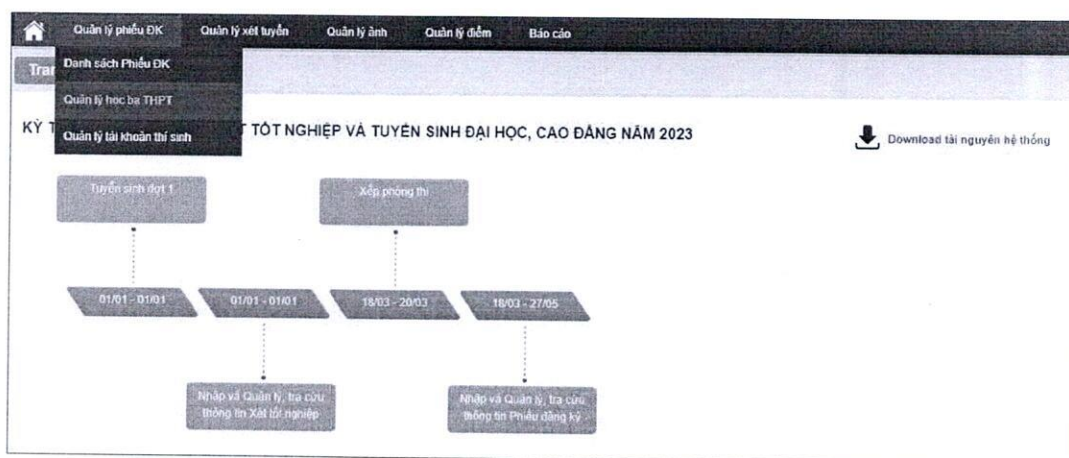 Quản lý phiếu ĐK Quản lý xét tuyển Quản lý ảnh Quản lý điểm Báo cáo
Tran
Danh sách Phiếu ĐK
Quản lý học bạ THPT
Quản lý tài khoản thí sinh
KỲ T T TỐT NGHIỆP VÀ TUYỂN SINH ĐẠI HỌC, CAO ĐẲNG NĂM 2023
Download tài nguyên hệ thống
Tuyển sinh đợt 1 Xếp phòng thi
01/01 - 01/01 01/01 - 01/01 18/03 - 20/03 18/03 - 27/05
Nhập và Quản lý, tra cứu
thông tin Xét tốt nghiệp
Nhập và Quản lý, tra cứu
thông tin Phiếu đăng ký